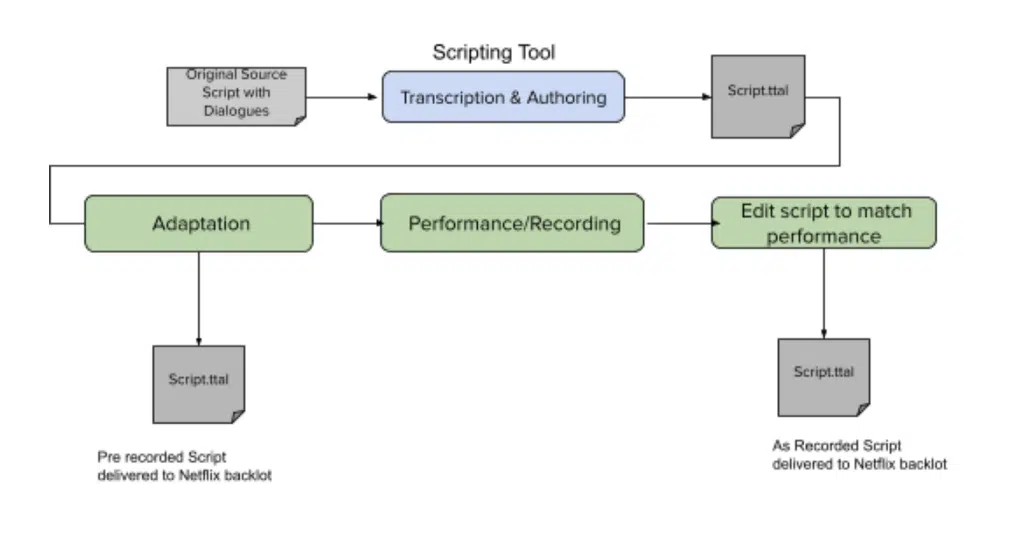 Scripting Tool
Original Source
Script with
Dialogues
Transcription & Authoring
Script.ttal
Adaptation
Performance/Recording
Edit script to match
performance
Script.ttal
Script.ttal
Pre recorded Script
delivered to Netflix backlot
As Recorded Script
delivered to Netflix backlot